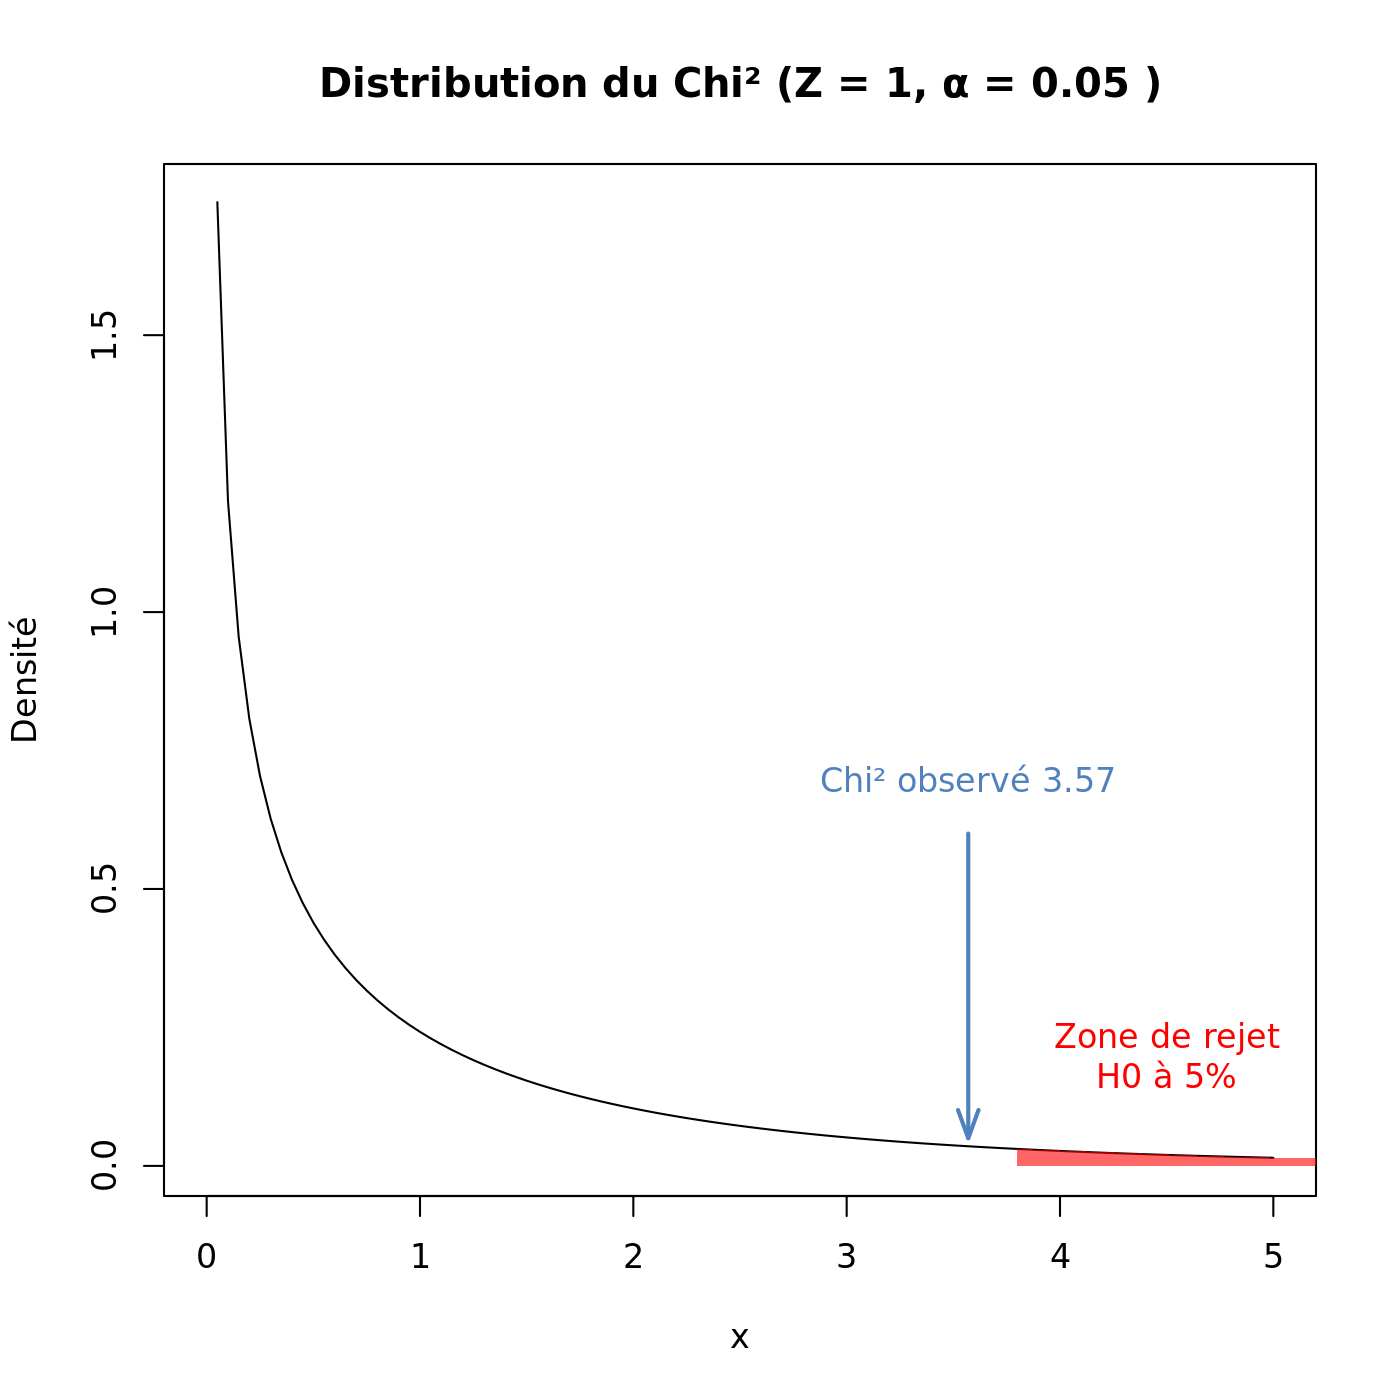 Distribution du Chi² (Z = 1, α = 0.05 )
Densité
1.5
1.0
0.5
0.0
Chi² observé 3.57
Zone de rejet
H0 à 5%
0 1 2 3 4 5
x